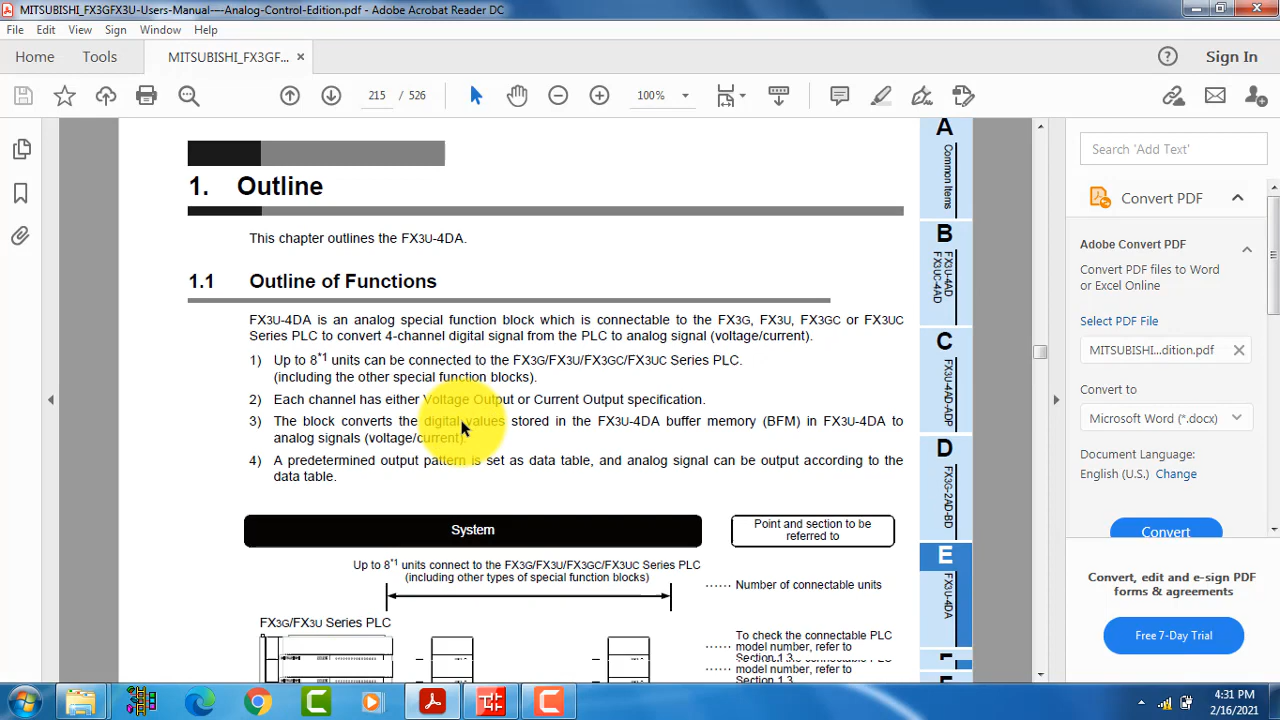 MITSUBISHI_FX3GFX3U-Users-Manual----Analog-Control-Edition.pdf - Adobe Acrobat Reader DC
File Edit View Sign Window Help
Home Tools MITSUBISHI_FX3GF... Sign In
215 / 526 100%
1. Outline
This chapter outlines the FX3U-4DA.
1.1 Outline of Functions
FX3U-4DA is an analog special function block which is connectable to the FX3G, FX3U, FX3GC or FX3UC
Series PLC to convert 4-channel digital signal from the PLC to analog signal (voltage/current).
1) Up to 8*1 units can be connected to the FX3G/FX3U/FX3GC/FX3UC Series PLC.
(including the other special function blocks).
2) Each channel has either Voltage Output or Current Output specification.
3) The block converts the digital values stored in the FX3U-4DA buffer memory (BFM) in FX3U-4DA to
analog signals (voltage/current).
4) A predetermined output pattern is set as data table, and analog signal can be output according to the
data table.
System
Point and section to be
referred to
Up to 8*1 units connect to the FX3G/FX3U/FX3GC/FX3UC Series PLC
(including other types of special function blocks)
Number of connectable units
FX3G/FX3U Series PLC
To check the connectable PLC
model number, refer to
Section 1.3.
model number, refer to
Section 1.3.
A
Common Items
B
FX3U-4AD
FX3UC-4AD
C
FX3U-4AD-ADP
D
FX3G-2AD-BD
E
FX3U-4DA
Search 'Add Text'
Convert PDF
Adobe Convert PDF
Convert PDF files to Word
or Excel Online
Select PDF File
MITSUBISHI...dition.pdf
Convert to
Microsoft Word (*.docx)
Document Language:
English (U.S.) Change
Convert
Convert, edit and e-sign PDF
forms & agreements
Free 7-Day Trial
4:31 PM
2/16/2021